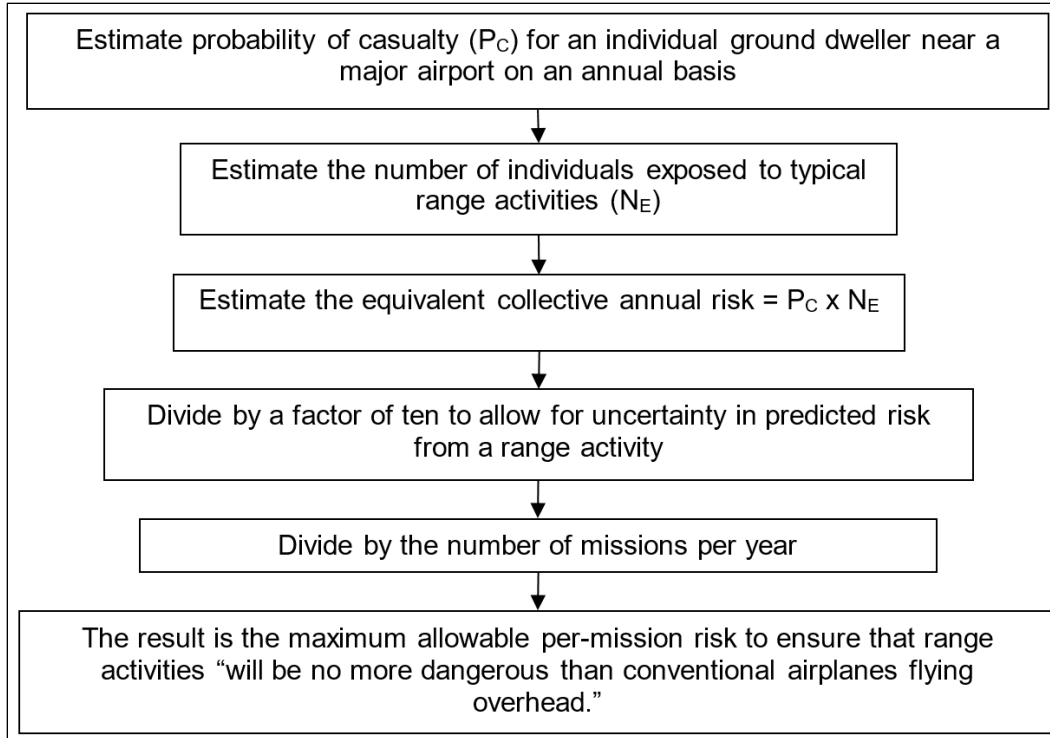 Estimate probability of casualty (PC) for an individual ground dweller near a
major airport on an annual basis
Estimate the number of individuals exposed to typical
range activities (NE)
Estimate the equivalent collective annual risk = PC x NE
Divide by a factor of ten to allow for uncertainty in predicted risk
from a range activity
Divide by the number of missions per year
The result is the maximum allowable per-mission risk to ensure that range
activities “will be no more dangerous than conventional airplanes flying
overhead.”